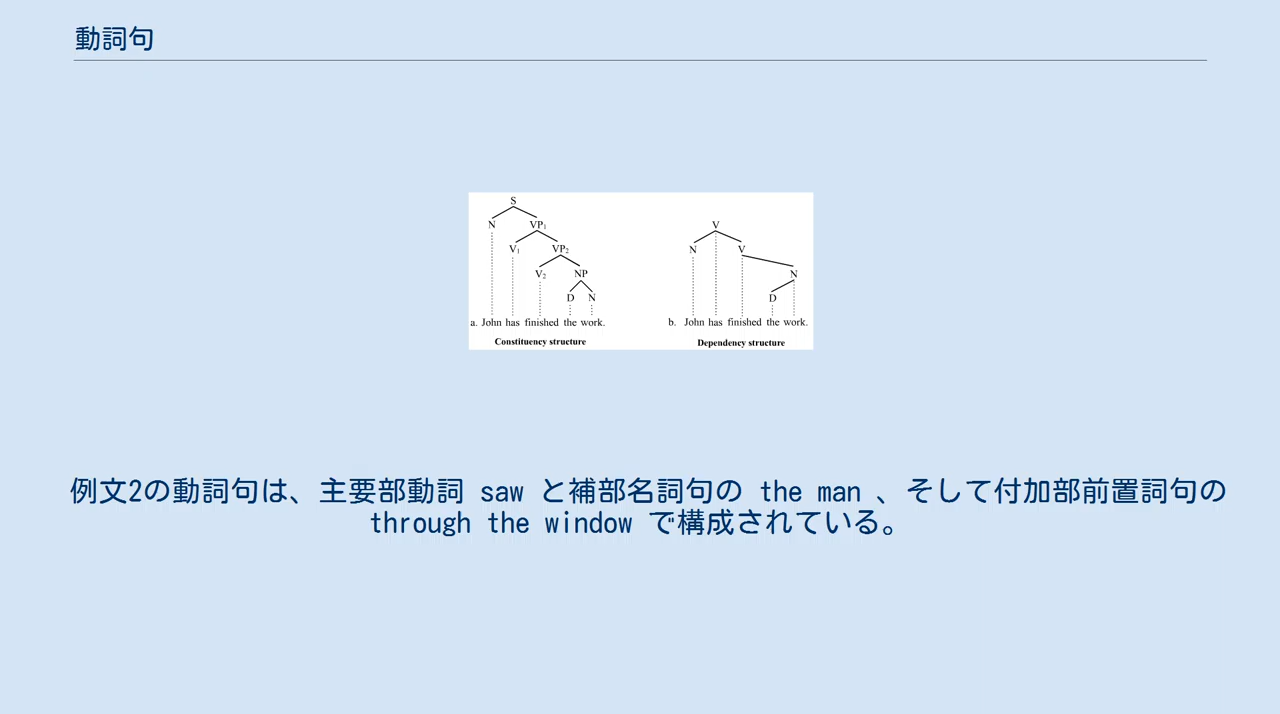 動詞句
S
N VP1
V1 VP2
V2 NP
D N
a. John has finished the work.
Constituency structure
V
N V
N
D
b. John has finished the work.
Dependency structure
例文2の動詞句は、主要部動詞 saw と補部名詞句の the man 、そして付加部前置詞句の
through the window で構成されている。